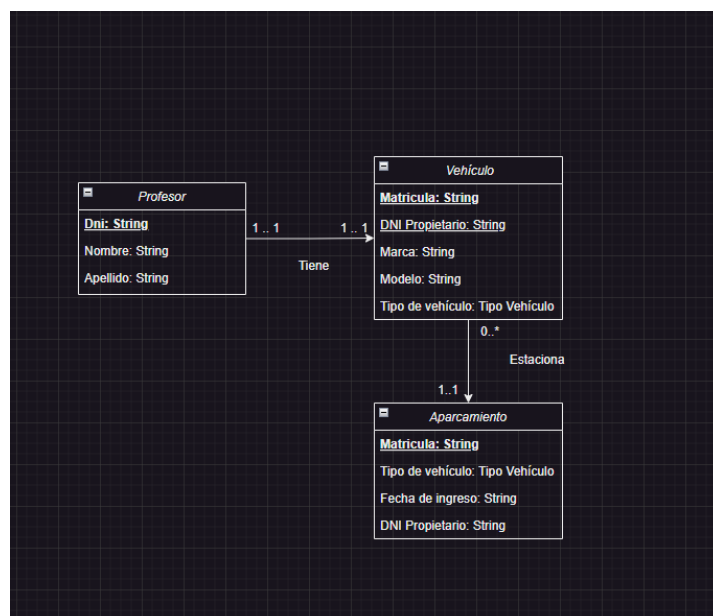 Profesor
Dni: String
Nombre: String
Apellido: String
1 .. 1
1 .. 1
Tiene
Vehículo
Matricula: String
DNI Propietario: String
Marca: String
Modelo: String
Tipo de vehículo: Tipo Vehículo
0..*
Estaciona
1..1
Aparcamiento
Matricula: String
Tipo de vehículo: Tipo Vehículo
Fecha de ingreso: String
DNI Propietario: String